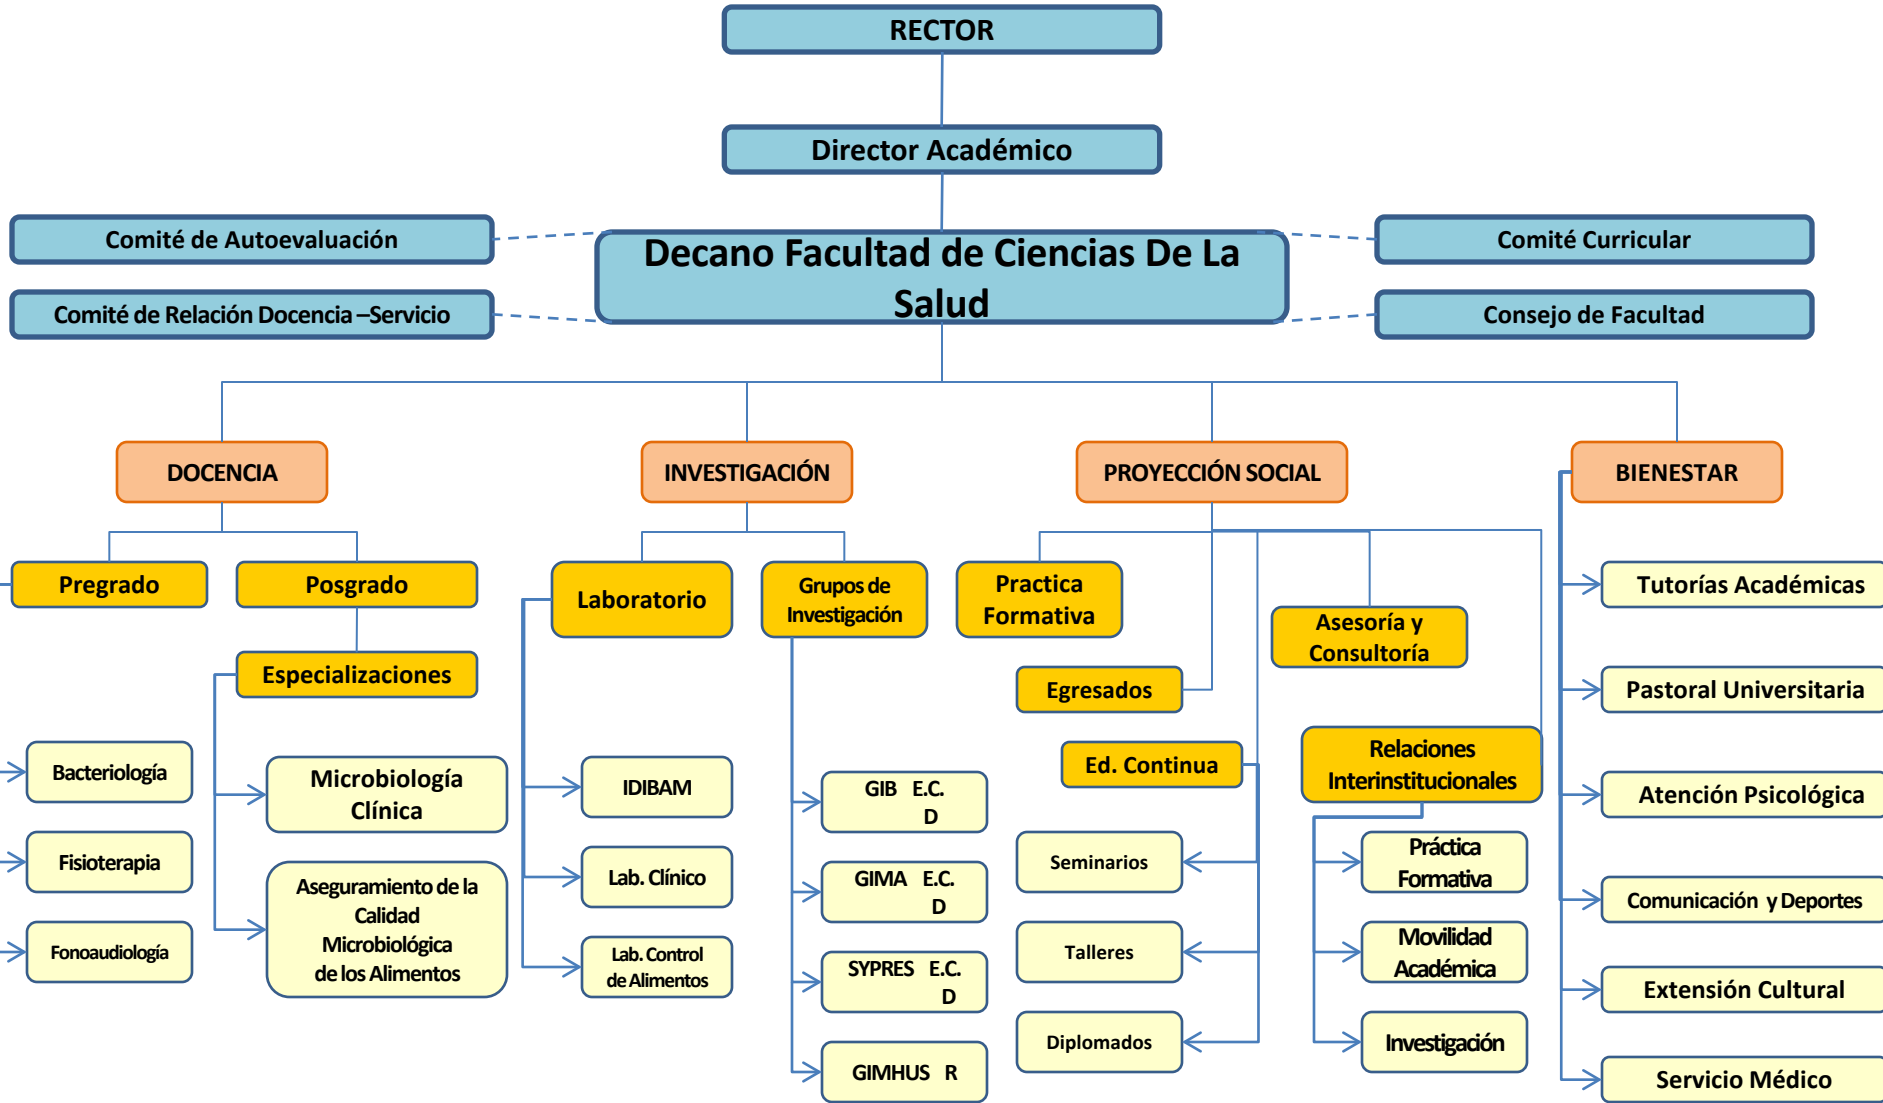 RECTOR
Director Académico
Comité de Autoevaluación
Decano Facultad de Ciencias De La
Salud
Comité Curricular
Comité de Relación Docencia –Servicio
Consejo de Facultad
DOCENCIA
INVESTIGACIÓN
PROYECCIÓN SOCIAL
BIENESTAR
Pregrado
Posgrado
Especializaciones
Bacteriología
Fisioterapia
Fonoaudiología
Microbiología
Clínica
Aseguramiento de la
Calidad
Microbiológica
de los Alimentos
Laboratorio
Grupos de
Investigación
IDIBAM
Lab. Clínico
Lab. Control
de Alimentos
GIB E.C.
D
GIMA E.C.
D
SYPRES E.C.
D
GIMHUS R
Practica
Formativa
Asesoría y
Consultoría
Egresados
Ed. Continua
Relaciones
Interinstitucionales
Seminarios
Talleres
Diplomados
Práctica
Formativa
Movilidad
Académica
Investigación
Tutorías Académicas
Pastoral Universitaria
Atención Psicológica
Comunicación y Deportes
Extensión Cultural
Servicio Médico